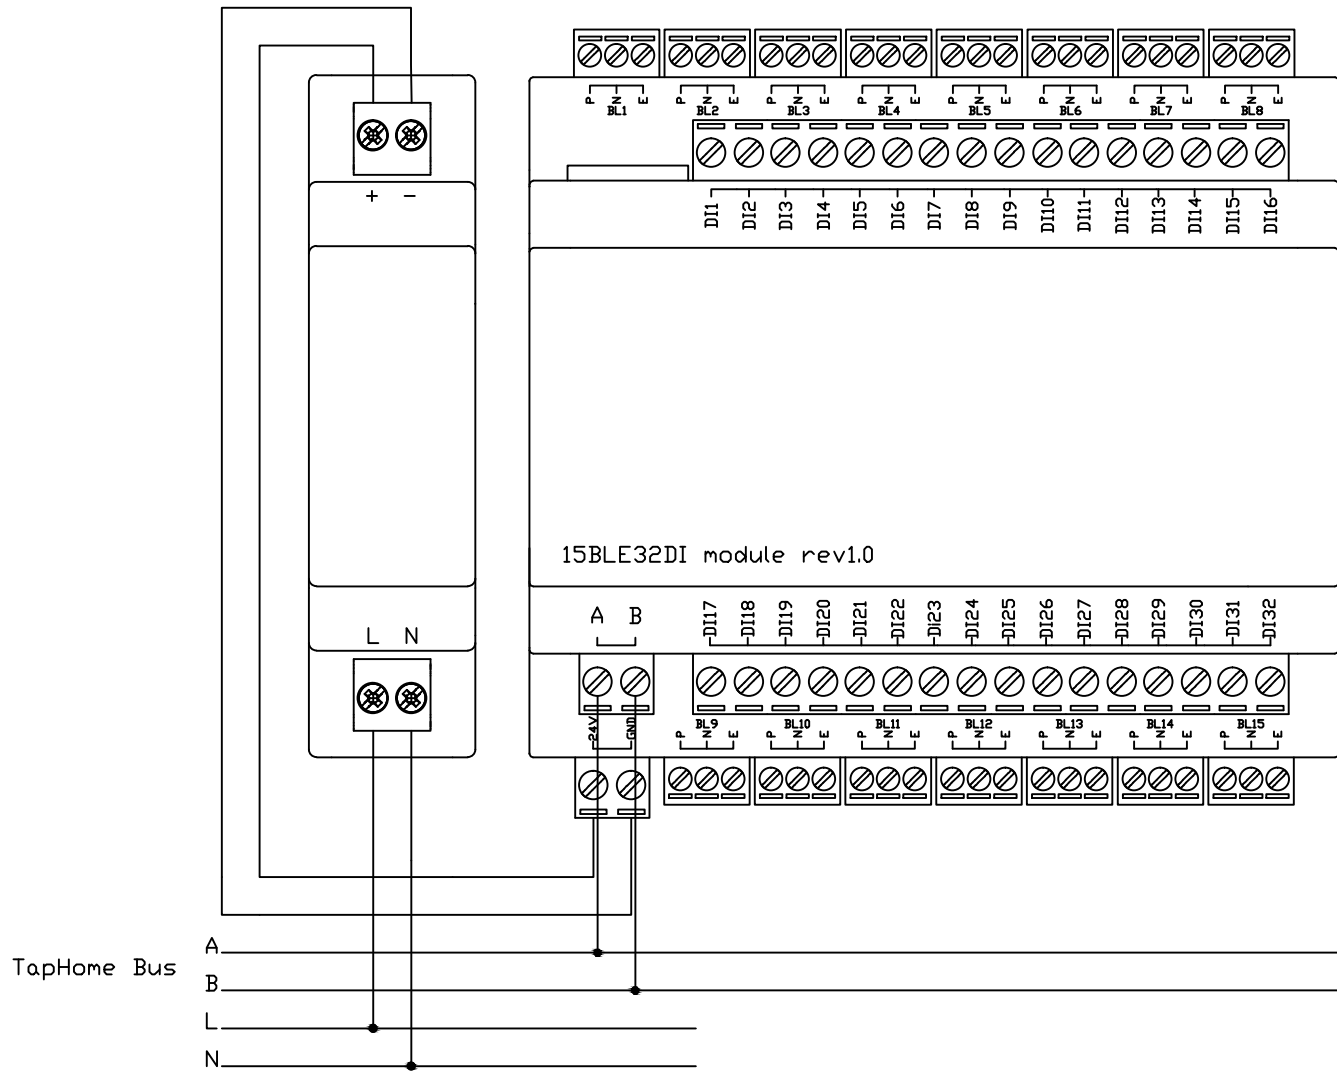 P N E P N E P N E P N E P N E P N E P N E P N E
BL1 BL2 BL3 BL4 BL5 BL6 BL7 BL8
+ -
DI1 DI2 DI3 DI4 DI5 DI6 DI7 DI8 DI9 DI10 DI11 DI12 DI13 DI14 DI15 DI16
15BLE32DI module rev1.0
L N
A B
DI17 DI18 DI19 DI20 DI21 DI22 Di23 DI24 DI25 DI26 DI27 DI28 DI29 DI30 DI31 DI32
24V GND
BL9 BL10 BL11 BL12 BL13 BL14 BL15
P N E P N E P N E P N E P N E P N E P N E
TapHome Bus
A
B
L
N